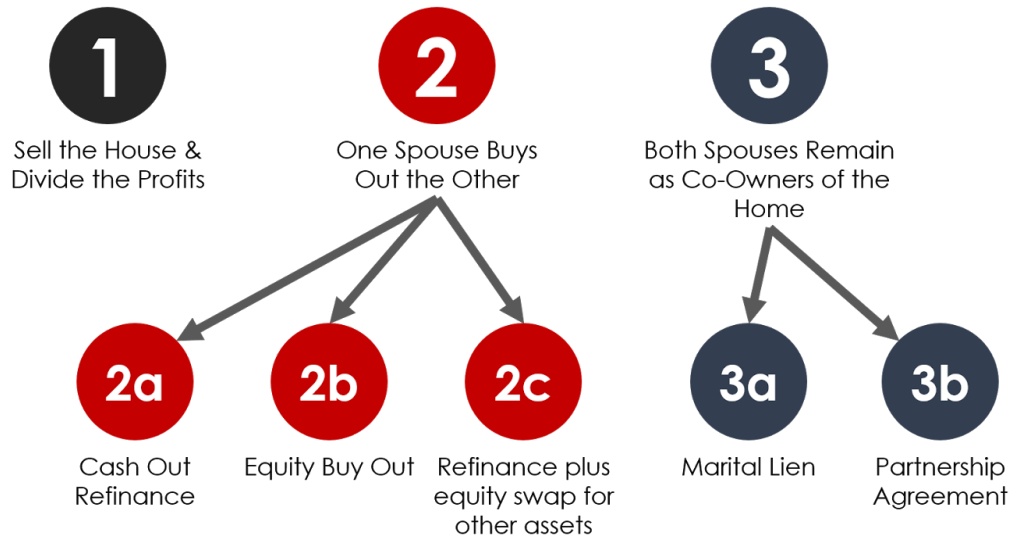 1
Sell the House &
Divide the Profits
2
One Spouse Buys
Out the Other
3
Both Spouses Remain
as Co-Owners of the
Home
2a
Cash Out
Refinance
2b
Equity Buy Out
2c
Refinance plus
equity swap for
other assets
3a
Marital Lien
3b
Partnership
Agreement